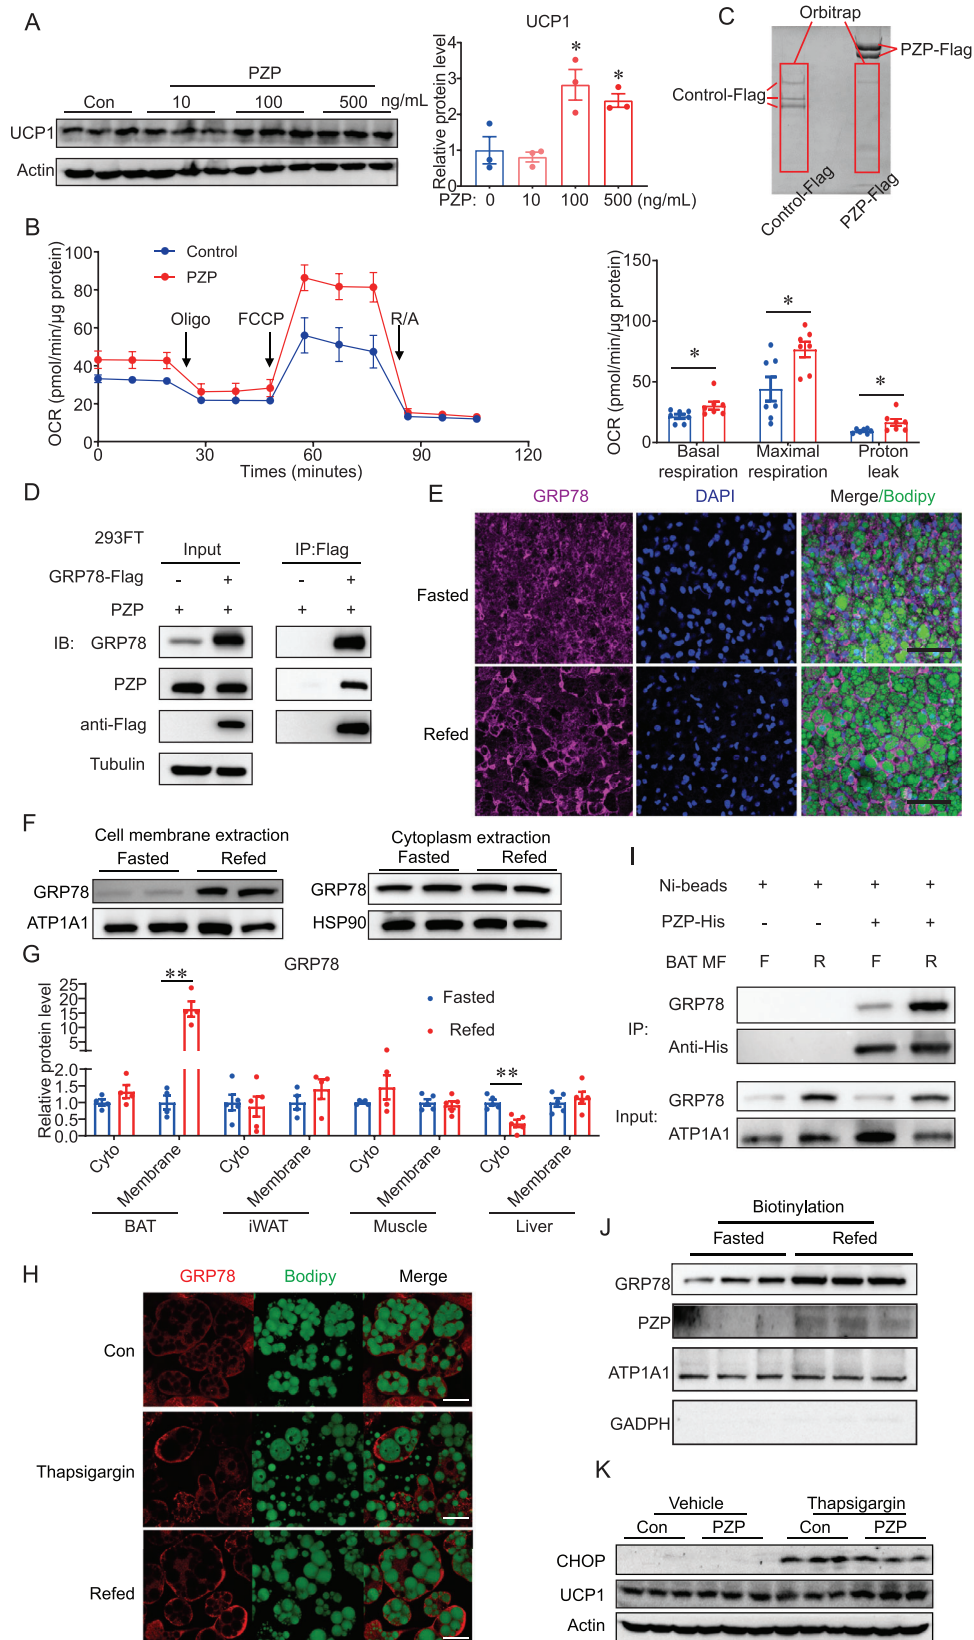 A
PZP
Con 10 100 500 ng/mL
UCP1
Actin
UCP1
Relative protein level
6
4
2
0
*
*
PZP: 0 10 100 500 (ng/mL)
C
Orbitrap
PZP-Flag
Control-Flag
Control-Flag
PZP-Flag
B
OCR (pmol/min/µg protein)
100
80
60
40
20
0
Control
PZP
Oligo
FCCP
R/A
0 30 60 90 120
Times (minutes)
OCR (pmol/min/µg protein)
150
100
50
0
*
*
*
Basal respiration
Maximal respiration
Proton leak
D
293FT
Input IP:Flag
GRP78-Flag - + - +
PZP + + + +
IB: GRP78
PZP
anti-Flag
Tubulin
E
GRP78 DAPI Merge/Bodipy
Fasted
Refed
F
Cell membrane extraction
Fasted Refed
GRP78
ATP1A1
Cytoplasm extraction
Fasted Refed
GRP78
HSP90
G
GRP78
Relative protein level
25
20
15
10
2.0
1.5
1.0
0.5
0.0
**
**
Fasted
Refed
Cyto Membrane Cyto Membrane Cyto Membrane Cyto Membrane
BAT iWAT Muscle Liver
H
GRP78 Bodipy Merge
Con
Thapsigargin
Refed
I
Ni-beads + + + +
PZP-His - - + +
BAT MF F R F R
IP:
GRP78
Anti-His
Input:
GRP78
ATP1A1
J
Biotinylation
Fasted Refed
GRP78
PZP
ATP1A1
GADPH
K
Vehicle Thapsigargin
Con PZP Con PZP
CHOP
UCP1
Actin